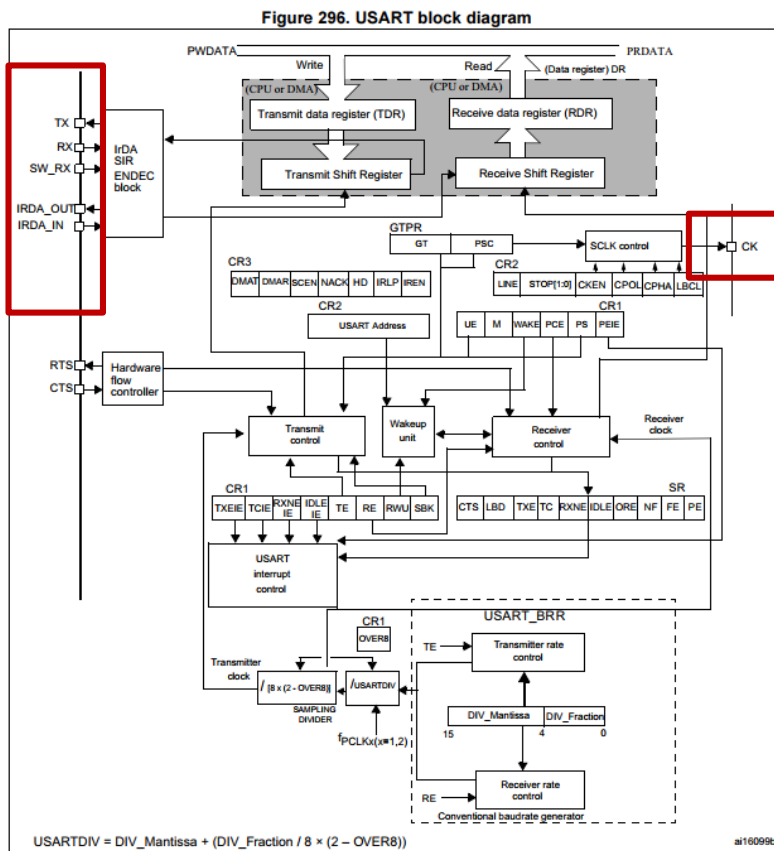 Figure 296. USART block diagram
PWDATA
PRDATA
Write
Read
(Data register) DR
(CPU or DMA)
(CPU or DMA)
TX
RX
SW_RX
IRDA_OUT
IRDA_IN
IrDA
SIR
ENDEC
block
Transmit data register (TDR)
Receive data register (RDR)
Transmit Shift Register
Receive Shift Register
GTPR
GT
PSC
SCLK control
CK
CR3
DMAT
DMAR
SCEN
NACK
HD
IRLP
IREN
CR2
LINE
STOP[1:0]
CKEN
CPOL
CPHA
LBCL
CR2
USART Address
CR1
UE
M
WAKE
PCE
PS
PEIE
RTS
CTS
Hardware
flow
controller
Transmit
control
Wakeup
unit
Receiver
control
Receiver
clock
CR1
TXEIE
TCIE
RXNE
IE
IDLE
IE
TE
RE
RWU
SBK
SR
CTS
LBD
TXE
TC
RXNE
IDLE
ORE
NF
FE
PE
USART
interrupt
control
USART_BRR
CR1
OVER8
TE
Transmitter rate
control
Transmitter
clock
/ [8 x (2 - OVER8)]
SAMPLING
DIVIDER
/USARTDIV
fPCLKx(x=1,2)
DIV_Mantissa
DIV_Fraction
15
4
0
RE
Receiver rate
control
Conventional baudrate generator
USARTDIV = DIV_Mantissa + (DIV_Fraction / 8 × (2 – OVER8))
ai16099b